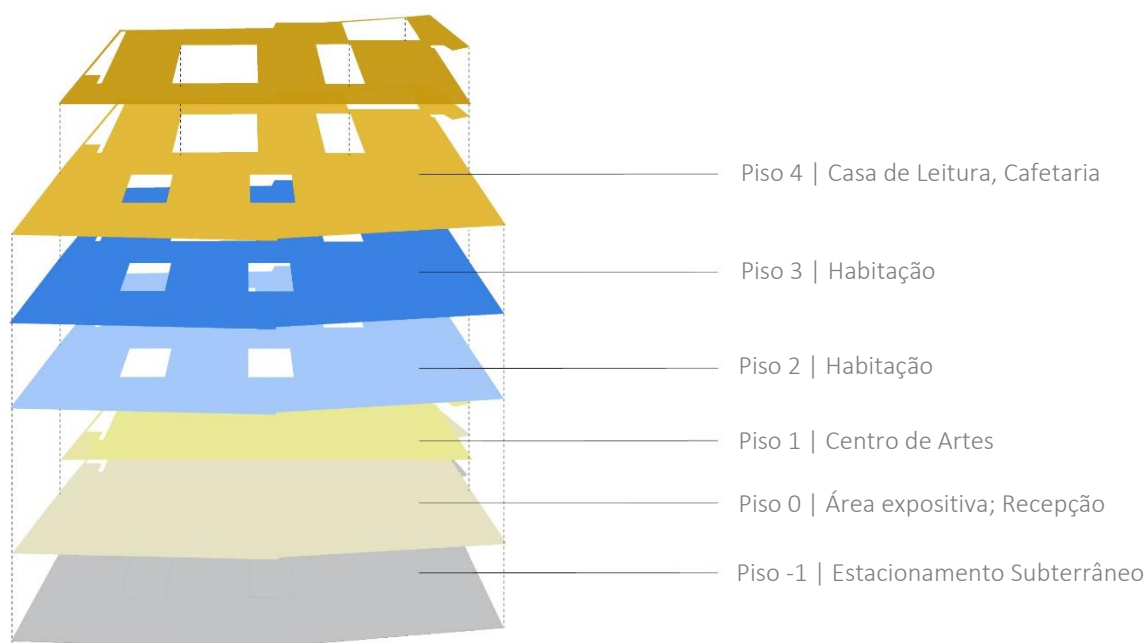 Piso 4 | Casa de Leitura, Cafetaria
Piso 3 | Habitação
Piso 2 | Habitação
Piso 1 | Centro de Artes
Piso 0 | Área expositiva; Recepção
Piso -1 | Estacionamento Subterrâneo